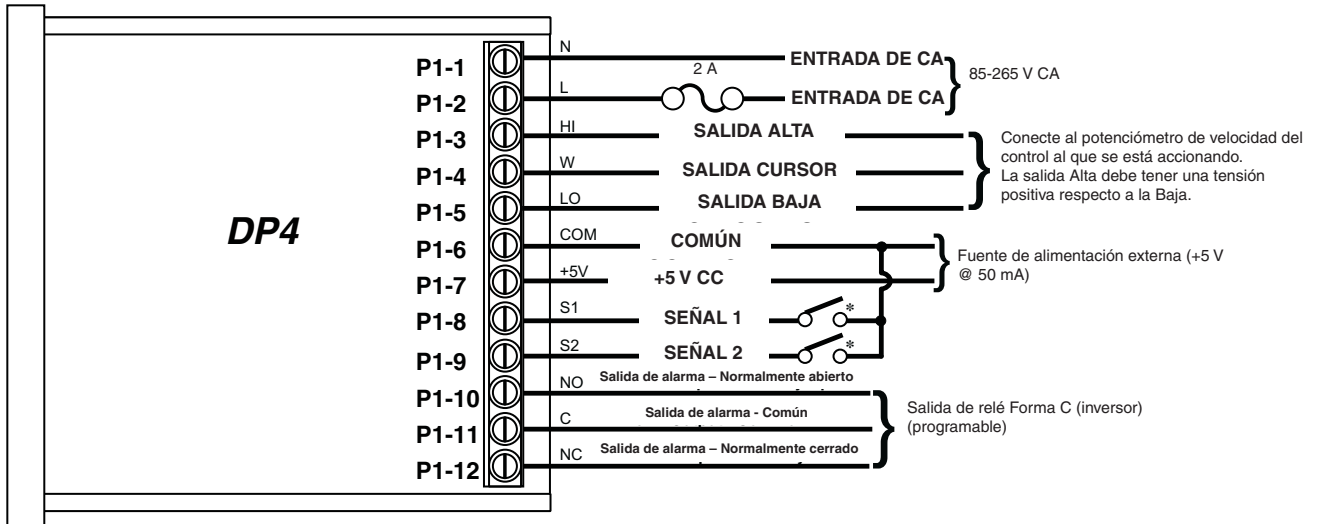 DP4
P1-1 N ENTRADA DE CA
2 A
P1-2 L ENTRADA DE CA
85-265 V CA
P1-3 HI SALIDA ALTA
P1-4 W SALIDA CURSOR
P1-5 LO SALIDA BAJA
Conecte al potenciómetro de velocidad del
control al que se está accionando.
La salida Alta debe tener una tensión
positiva respecto a la Baja.
P1-6 COM COMÚN
P1-7 +5V +5 V CC
Fuente de alimentación externa (+5 V
@ 50 mA)
P1-8 S1 SEÑAL 1 *
P1-9 S2 SEÑAL 2 *
P1-10 NO Salida de alarma – Normalmente abierto
P1-11 C Salida de alarma - Común
P1-12 NC Salida de alarma – Normalmente cerrado
Salida de relé Forma C (inversor)
(programable)